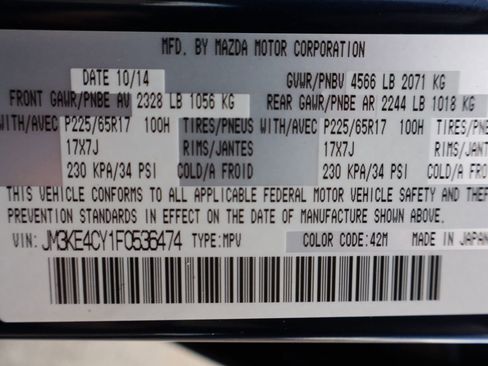 MFD. BY MAZDA MOTOR CORPORATION
DATE 10/14 GVWR/PNBV 4566 LB 2071 KG
FRONT GAWR/PNBE AV 2328 LB 1056 KG REAR GAWR/PNBE AR 2244 LB 1018 KG
WITH/AVEC P225/65R17 100H TIRES/PNEUS WITH/AVEC P225/65R17 100H TIRES/PNE
17X7J RIMS/JANTES 17X7J RIMS/JANTE
230 KPA/34 PSI COLD/A FROID 230 KPA/34 PSI COLD/A F
THIS VEHICLE CONFORMS TO ALL APPLICABLE FEDERAL MOTOR VEHICLE SAFETY AND THEF
PREVENTION STANDARDS IN EFFECT ON THE DATE OF MANUFACTURE SHOWN ABOVE.
VIN: JM3KE4CY1F0536474 TYPE:MPV COLOR CODE:42M MADE IN JAPAN